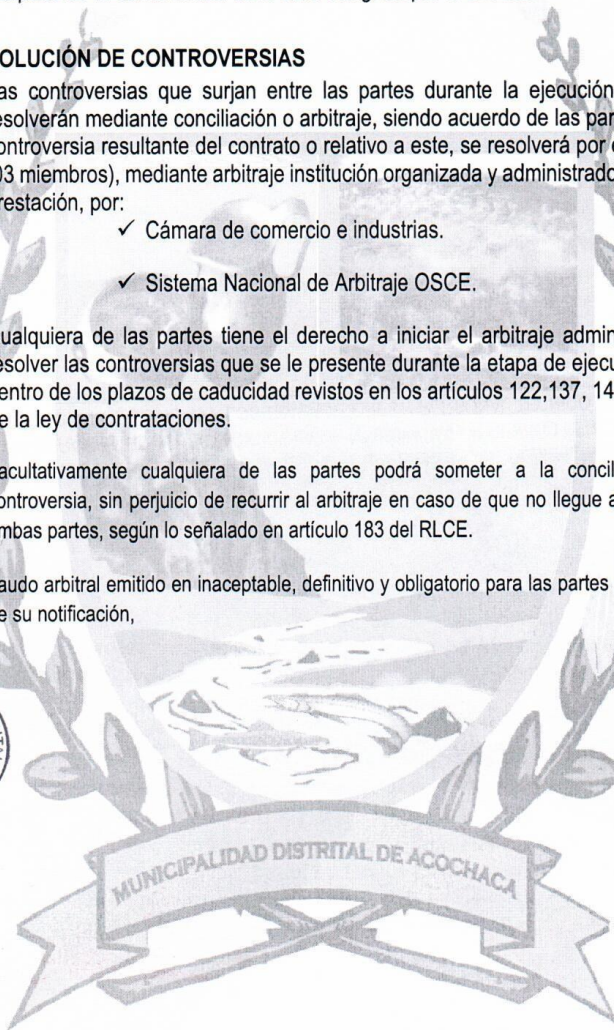 OLUCIÓN DE CONTROVERSIAS
as controversias que surjan entre las partes durante la ejecución
esolverán mediante conciliación o arbitraje, siendo acuerdo de las par
ontroversia resultante del contrato o relativo a este, se resolverá por
03 miembros), mediante arbitraje institución organizada y administrado
restación, por:
✓ Cámara de comercio e industrias.
✓ Sistema Nacional de Arbitraje OSCE.
ualquiera de las partes tiene el derecho a iniciar el arbitraje admin
esolver las controversias que se le presente durante la etapa de ejecu
entro de los plazos de caducidad revistos en los artículos 122,137, 14
e la ley de contrataciones.
acultativamente cualquiera de las partes podrá someter a la concil
ontroversia, sin perjuicio de recurrir al arbitraje en caso de que no llegue a
mbas partes, según lo señalado en artículo 183 del RLCE.
audo arbitral emitido en inaceptable, definitivo y obligatorio para las partes
e su notificación,
MUNICIPALIDAD DISTRITAL DE ACOCHACA